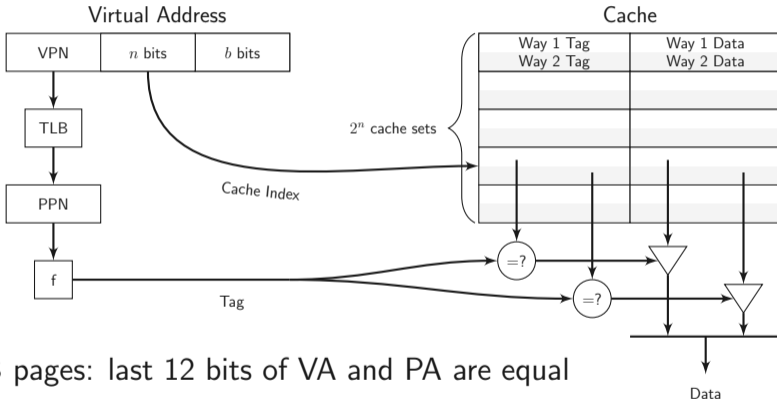 Virtual Address
Cache
VPN
n bits
b bits
Way 1 Tag
Way 1 Data
Way 2 Tag
Way 2 Data
TLB
2^n cache sets
Cache Index
PPN
f
=?
=?
Tag
pages: last 12 bits of VA and PA are equal
Data